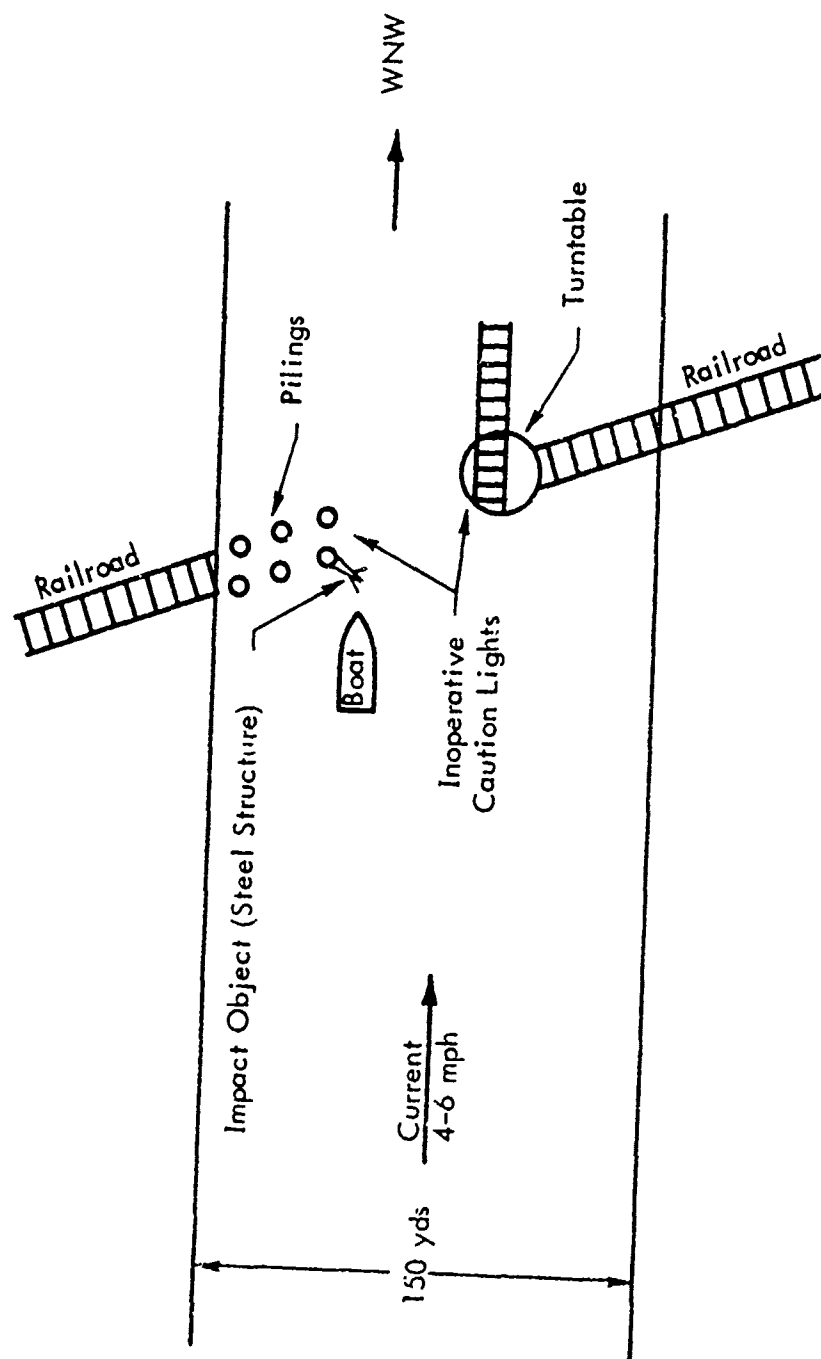 WNW
Railroad
Pilings
Turntable
Railroad
Impact Object (Steel Structure)
Boat
Inoperative
Caution Lights
Current
4-6 mph
150 yds